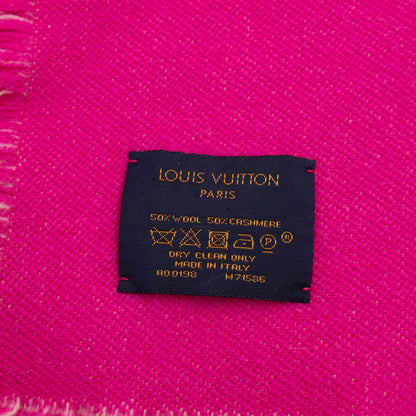 LOUIS VUITTON
PARIS
50% WOOL 50% CASHMERE
P ®
DRY CLEAN ONLY
MADE IN ITALY
AD0198 M71586